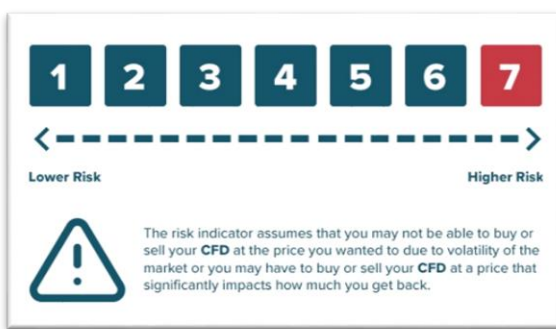 1 2 3 4 5 6 7
Lower Risk Higher Risk
The risk indicator assumes that you may not be able to buy or
sell your CFD at the price you wanted to due to volatility of the
market or you may have to buy or sell your CFD at a price that
significantly impacts how much you get back.